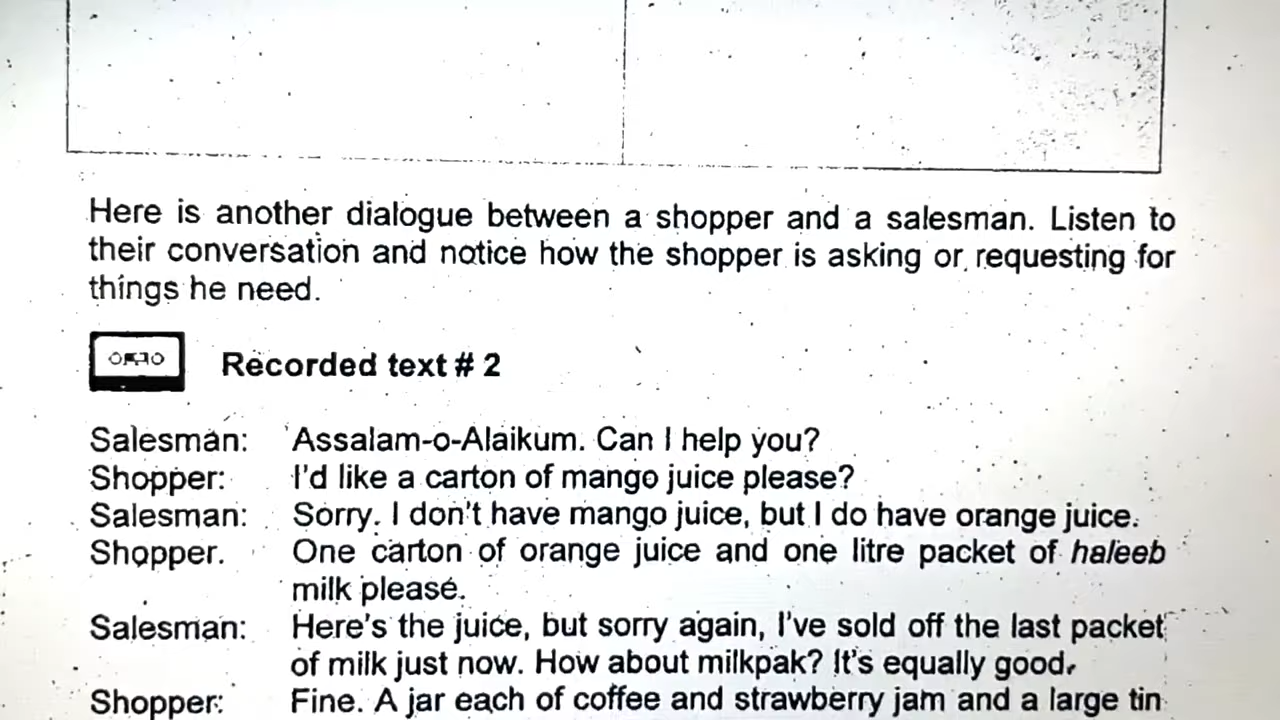 Here is another dialogue between a shopper and a salesman. Listen to
their conversation and notice how the shopper is asking or requesting for
things he need.
Recorded text # 2
Salesman: Assalam-o-Alaikum. Can I help you?
Shopper: I'd like a carton of mango juice please?
Salesman: Sorry. I don't have mango juice, but I do have orange juice.
Shopper. One carton of orange juice and one litre packet of haleeb
milk please.
Salesman: Here's the juice, but sorry again, I've sold off the last packet
of milk just now. How about milkpak? It's equally good.
Shopper: Fine. A jar each of coffee and strawberry jam and a large tin